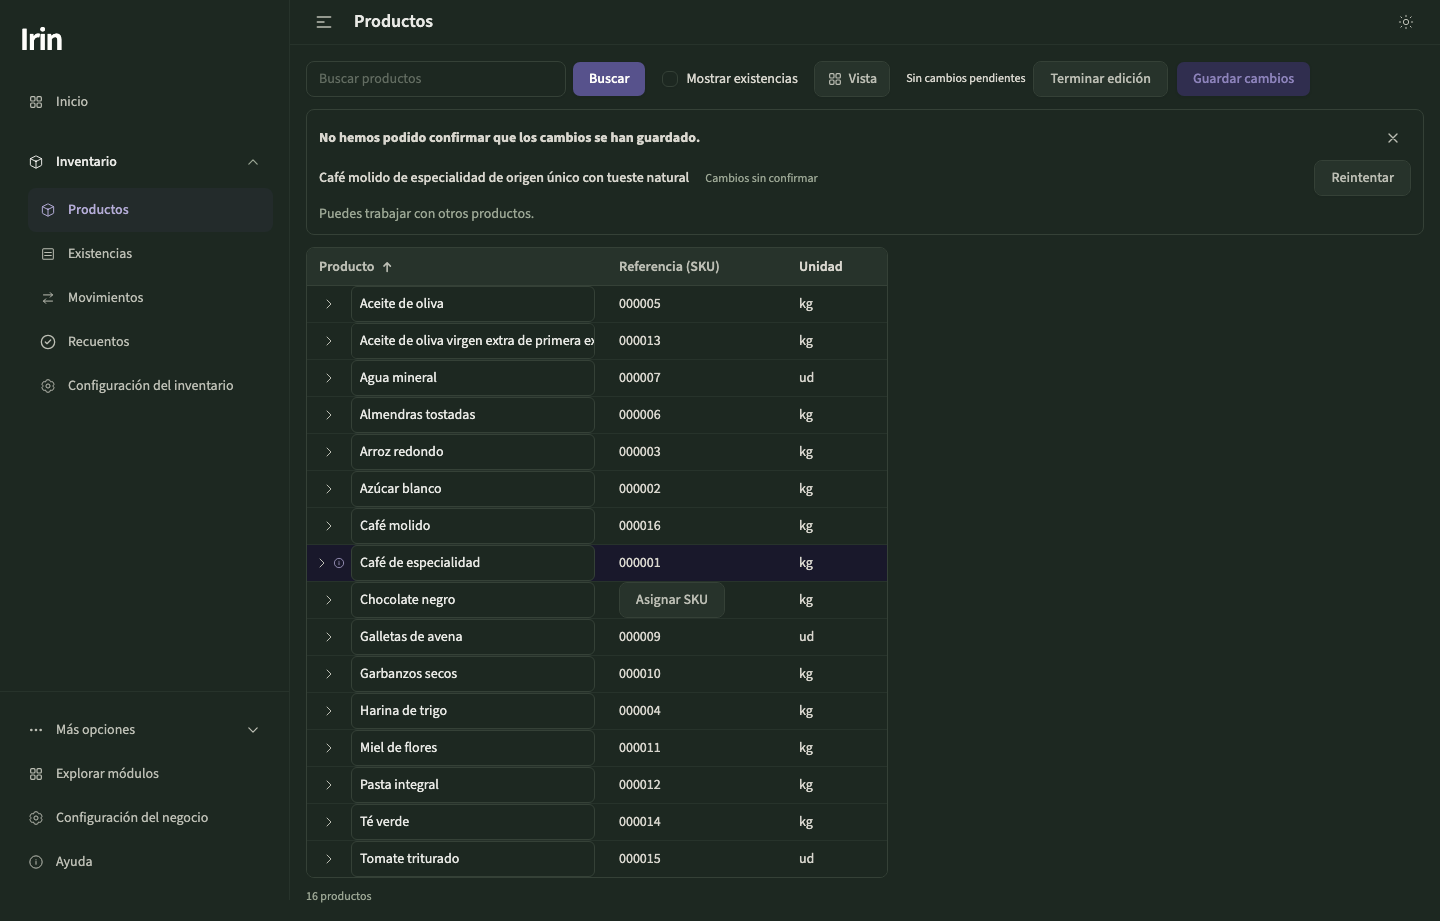 Irin
Productos
Inicio
Inventario
Productos
Existencias
Movimientos
Recuentos
Configuración del inventario
Más opciones
Explorar módulos
Configuración del negocio
Ayuda
Buscar productos Buscar Mostrar existencias Vista Sin cambios pendientes Terminar edición Guardar cambios
No hemos podido confirmar que los cambios se han guardado.
Café molido de especialidad de origen único con tueste natural Cambios sin confirmar Reintentar
Puedes trabajar con otros productos.
Producto Referencia (SKU) Unidad
Aceite de oliva 000005 kg
Aceite de oliva virgen extra de primera ex 000013 kg
Agua mineral 000007 ud
Almendras tostadas 000006 kg
Arroz redondo 000003 kg
Azúcar blanco 000002 kg
Café molido 000016 kg
Café de especialidad 000001 kg
Chocolate negro Asignar SKU kg
Galletas de avena 000009 ud
Garbanzos secos 000010 kg
Harina de trigo 000004 kg
Miel de flores 000011 kg
Pasta integral 000012 kg
Té verde 000014 kg
Tomate triturado 000015 ud
16 productos